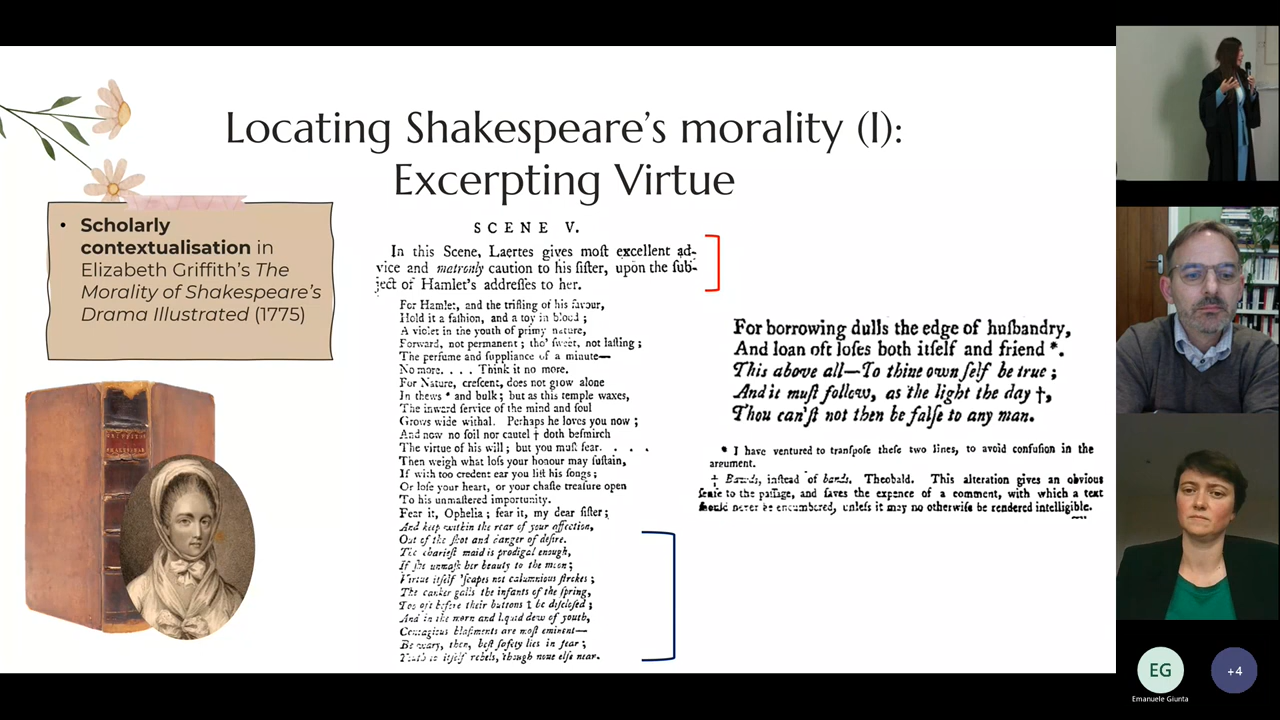 Locating Shakespeare’s morality (I):
Excerpting Virtue
• Scholarly
contextualisation in
Elizabeth Griffith’s The
Morality of Shakespeare’s
Drama Illustrated (1775)
SCENE V.
In this Scene, Laertes gives moſt excellent ad-
vice and matronly caution to his ſiſter, upon the ſub-
ject of Hamlet's addreſſes to her.
For Hamlet, and the trifling of his favour,
Hold it a faſhion, and a toy in blood;
A violet in the youth of primy nature,
Forward, not permanent; tho' ſweet, not laſting;
The perfume and ſuppliance of a minute—
No more. . . . Think it no more.
For Nature, creſcent, does not grow alone
In thews * and bulk; but as this temple waxes,
The inward ſervice of the mind and ſoul
Grows wide withal. Perhaps he loves you now;
And now no ſoil nor cautel † doth beſmirch
The virtue of his will; but you muſt fear. . . .
Then weigh what loſs your honour may ſuſtain,
If with too credent ear you liſt his ſongs;
Or loſe your heart, or your chaſte treaſure open
To his unmaſtered importunity.
Fear it, Ophelia; fear it, my dear ſiſter;
And keep within the rear of your affection,
Out of the ſhot and danger of deſire.
The charieſt maid is prodigal enough,
If ſhe unmaſk her beauty to the moon;
Virtue itſelf 'ſcapes not calumnious ſtrokes;
The canker galls the infants of the ſpring,
Too oft before their buttons ‡ be diſcloſed;
And in the morn and liquid dew of youth,
Contagious blaſtments are moſt eminent—
Be wary, then, beſt ſafety lies in fear;
Youth to itſelf rebels, though none elſe near.
For borrowing dulls the edge of huſbandry,
And loan oft loſes both itſelf and friend *.
This above all—To thine own ſelf be true;
And it muſt follow, as the light the day †,
Thou can'ſt not then be falſe to any man.
* I have ventured to tranſpoſe theſe two lines, to avoid confuſion in the
argument.
‡ inſtead of bonds, Theobald. This alteration gives an obvious
ſenſe to the paſſage, and ſaves the expence of a comment, with which a text
ſhould never be encumbered, unleſs it may no otherwiſe be rendered intelligible.
EG
+4
Emanuele Giunta